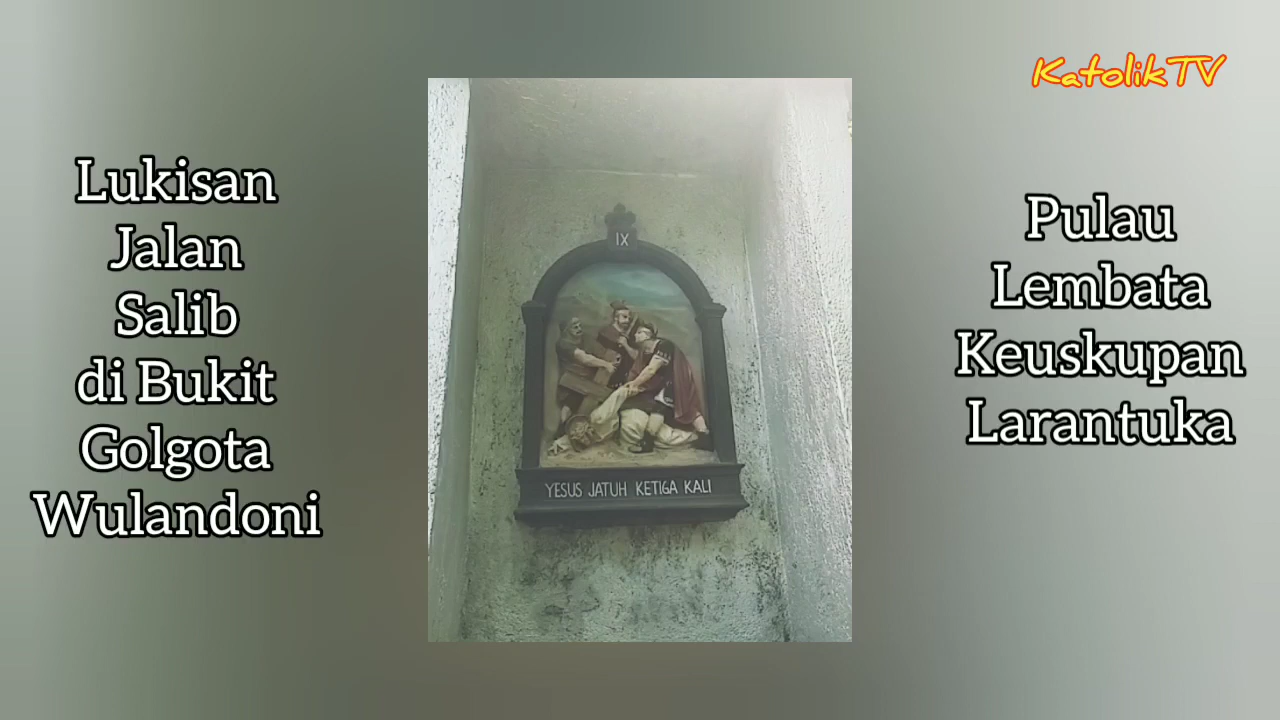 Lukisan
Jalan
Salib
di Bukit
Golgota
Wulandoni
IX
YESUS JATUH KETIGA KALI
KatolikTV
Pulau
Lembata
Keuskupan
Larantuka